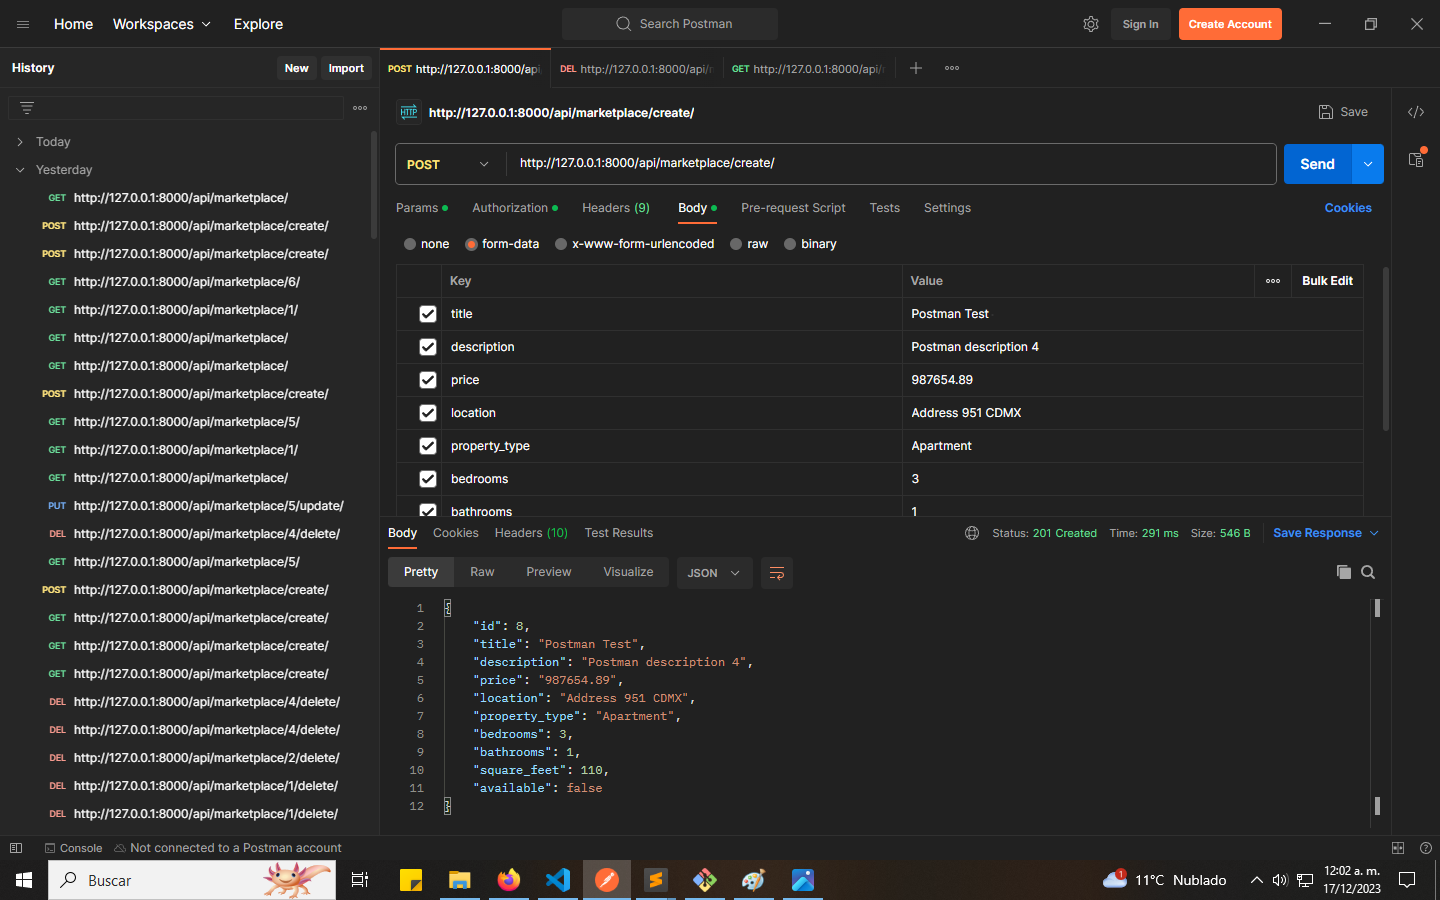 Home Workspaces Explore Search Postman Sign In Create Account
History New Import
POST http://127.0.0.1:8000/api DEL http://127.0.0.1:8000/api/ GET http://127.0.0.1:8000/api/
HTTP http://127.0.0.1:8000/api/marketplace/create/ Save
Today
Yesterday
GET http://127.0.0.1:8000/api/marketplace/
POST http://127.0.0.1:8000/api/marketplace/create/
POST http://127.0.0.1:8000/api/marketplace/create/
GET http://127.0.0.1:8000/api/marketplace/6/
GET http://127.0.0.1:8000/api/marketplace/1/
GET http://127.0.0.1:8000/api/marketplace/
GET http://127.0.0.1:8000/api/marketplace/
POST http://127.0.0.1:8000/api/marketplace/create/
GET http://127.0.0.1:8000/api/marketplace/5/
GET http://127.0.0.1:8000/api/marketplace/1/
GET http://127.0.0.1:8000/api/marketplace/
PUT http://127.0.0.1:8000/api/marketplace/5/update/
DEL http://127.0.0.1:8000/api/marketplace/4/delete/
GET http://127.0.0.1:8000/api/marketplace/5/
POST http://127.0.0.1:8000/api/marketplace/create/
GET http://127.0.0.1:8000/api/marketplace/create/
GET http://127.0.0.1:8000/api/marketplace/create/
GET http://127.0.0.1:8000/api/marketplace/create/
DEL http://127.0.0.1:8000/api/marketplace/4/delete/
DEL http://127.0.0.1:8000/api/marketplace/4/delete/
DEL http://127.0.0.1:8000/api/marketplace/2/delete/
DEL http://127.0.0.1:8000/api/marketplace/1/delete/
DEL http://127.0.0.1:8000/api/marketplace/1/delete/
POST http://127.0.0.1:8000/api/marketplace/create/ Send
Params Authorization Headers (9) Body Pre-request Script Tests Settings Cookies
none form-data x-www-form-urlencoded raw binary
Key Value Bulk Edit
title Postman Test
description Postman description 4
price 987654.89
location Address 951 CDMX
property_type Apartment
bedrooms 3
bathrooms 1
Body Cookies Headers (10) Test Results Status: 201 Created Time: 291 ms Size: 546 B Save Response
Pretty Raw Preview Visualize JSON
1 {
2 "id": 8,
3 "title": "Postman Test",
4 "description": "Postman description 4",
5 "price": "987654.89",
6 "location": "Address 951 CDMX",
7 "property_type": "Apartment",
8 "bedrooms": 3,
9 "bathrooms": 1,
10 "square_feet": 110,
11 "available": false
12 }
Console Not connected to a Postman account
Buscar 1 11°C Nublado 12:02 a. m.
17/12/2023